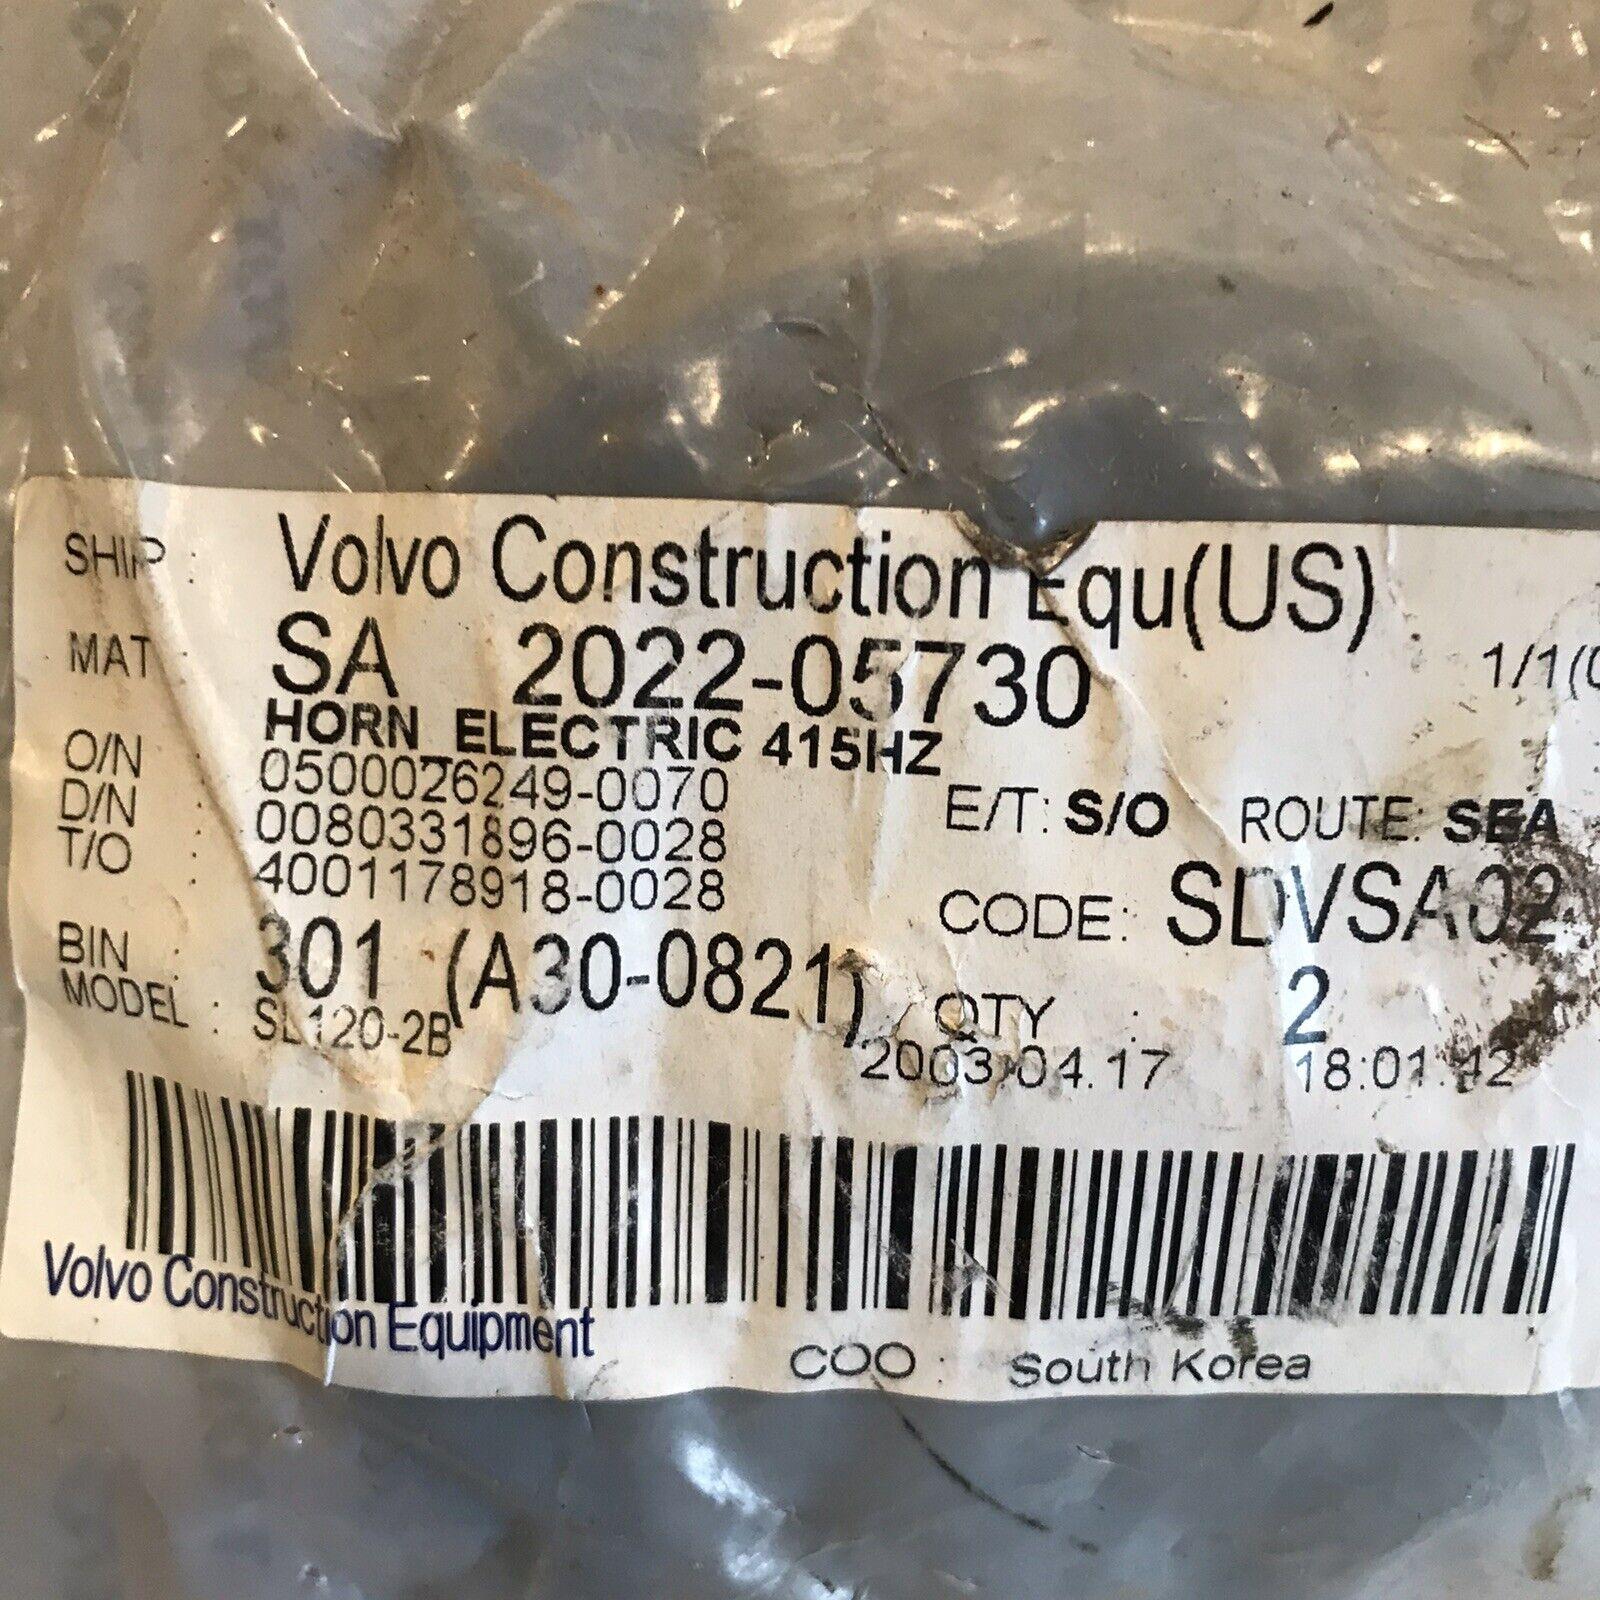 SHIP : Volvo Construction Equ(US)
MAT : SA 2022-05730 1/1(
HORN_ELECTRIC 415HZ
O/N : 0500026249-0070
D/N : 0080331896-0028 E/T: S/O ROUTE: SEA
T/O : 4001178918-0028
CODE: SDVSA02
BIN : 301 (A30-0821) QTY : 2
MODEL : SL120-2B 2003.04.17 18:01:42
Volvo Construction Equipment
COO : South Korea